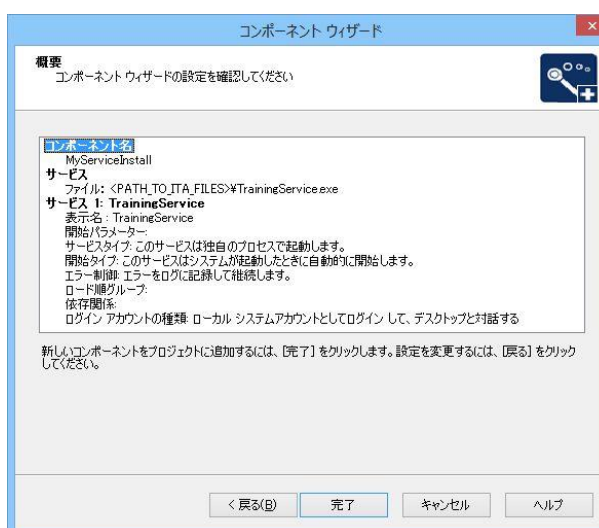 コンポーネント ウィザード
概要
コンポーネント ウィザードの設定を確認してください
コンポーネント名
MyServiceInstall
サービス
ファイル: <PATH_TO_ITA_FILES>¥TrainingService.exe
サービス 1: TrainingService
表示名 : TrainingService
開始パラメーター:
サービスタイプ: このサービスは独自のプロセスで起動します。
開始タイプ: このサービスはシステムが起動したときに自動的に開始します。
エラー制御: エラーをログに記録して継続します。
ロード順グループ:
依存関係:
ログイン アカウントの種類: ローカル システムアカウントとしてログイン して、デスクトップと対話する
新しいコンポーネントをプロジェクトに追加するには、[完了] をクリックします。設定を変更するには、[戻る] をクリック
してください。
< 戻る(B)
完了
キャンセル
ヘルプ